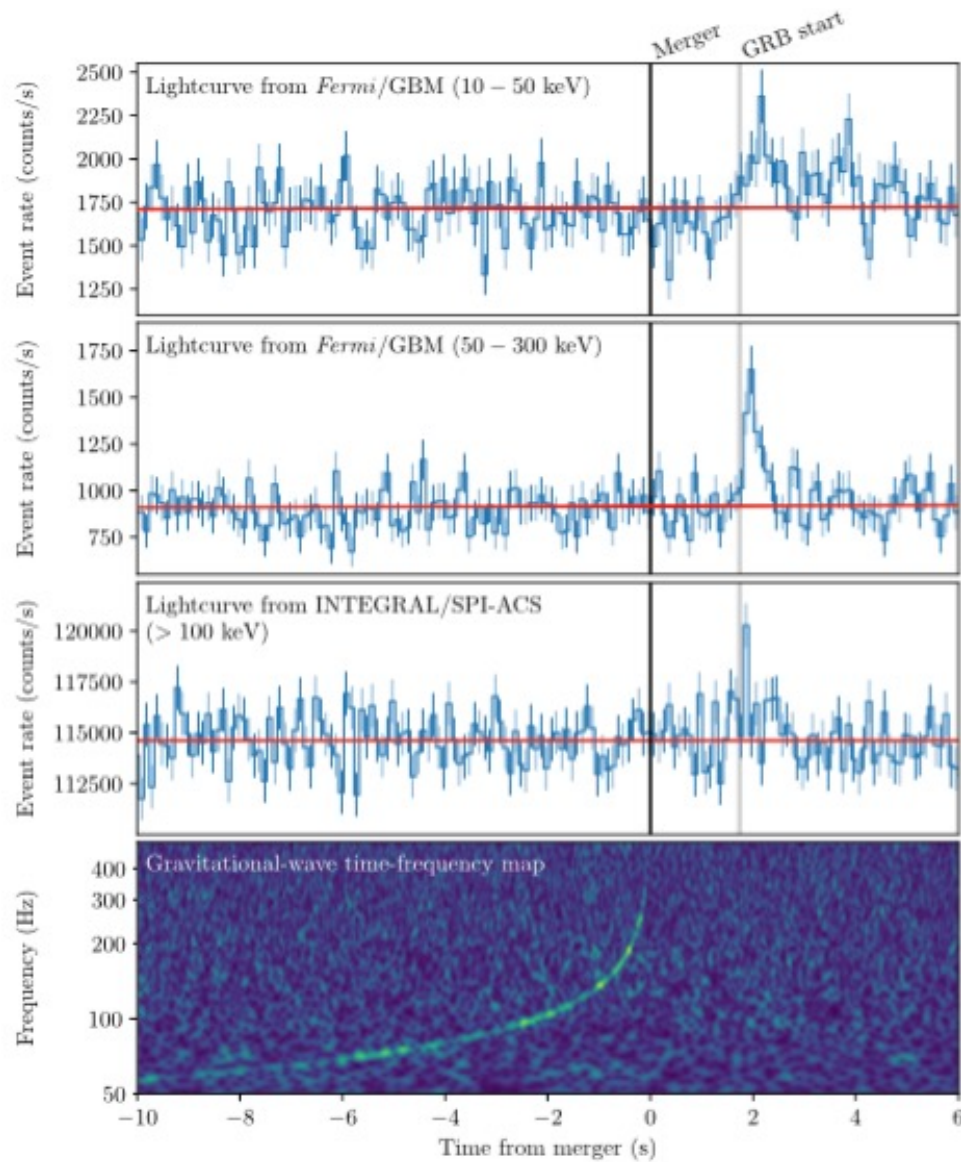 Merger
GRB start
Lightcurve from Fermi/GBM (10 − 50 keV)
Event rate (counts/s)
2500
2250
2000
1750
1500
1250
Lightcurve from Fermi/GBM (50 − 300 keV)
Event rate (counts/s)
1750
1500
1250
1000
750
Lightcurve from INTEGRAL/SPI-ACS
(> 100 keV)
Event rate (counts/s)
120000
117500
115000
112500
Gravitational-wave time-frequency map
Frequency (Hz)
400
300
200
100
50
−10 −8 −6 −4 −2 0 2 4 6
Time from merger (s)